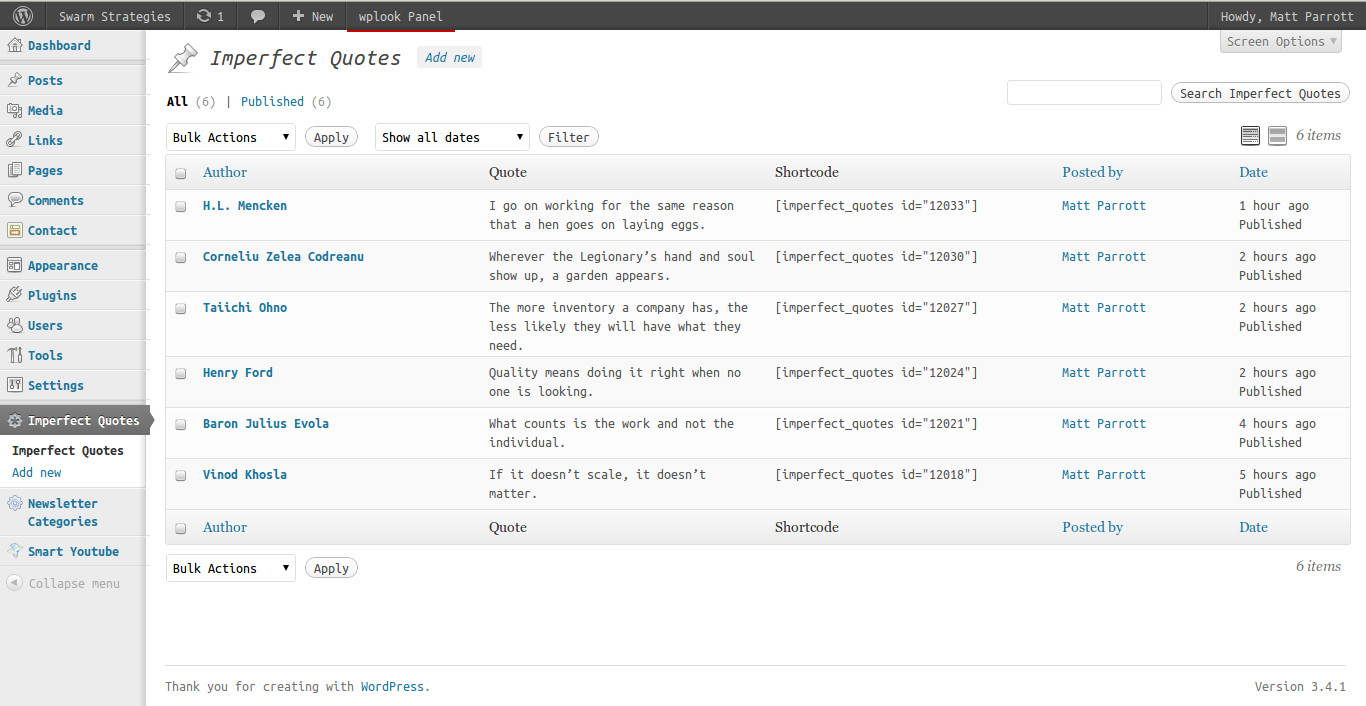 Swarm Strategies 1 New wplook Panel Howdy, Matt Parrott
Screen Options
Dashboard
Posts
Media
Links
Pages
Comments
Contact
Appearance
Plugins
Users
Tools
Settings
Imperfect Quotes
Imperfect Quotes
Add new
Newsletter
Categories
Smart Youtube
Collapse menu
Imperfect Quotes Add new
All (6) | Published (6)
Search Imperfect Quotes
Bulk Actions Apply Show all dates Filter 6 items
Author Quote Shortcode Posted by Date
H.L. Mencken I go on working for the same reason [imperfect_quotes id="12033"] Matt Parrott 1 hour ago
that a hen goes on laying eggs. Published
Corneliu Zelea Codreanu Wherever the Legionary’s hand and soul [imperfect_quotes id="12030"] Matt Parrott 2 hours ago
show up, a garden appears. Published
Taiichi Ohno The more inventory a company has, the [imperfect_quotes id="12027"] Matt Parrott 2 hours ago
less likely they will have what they Published
need.
Henry Ford Quality means doing it right when no [imperfect_quotes id="12024"] Matt Parrott 2 hours ago
one is looking. Published
Baron Julius Evola What counts is the work and not the [imperfect_quotes id="12021"] Matt Parrott 4 hours ago
individual. Published
Vinod Khosla If it doesn’t scale, it doesn’t [imperfect_quotes id="12018"] Matt Parrott 5 hours ago
matter. Published
Author Quote Shortcode Posted by Date
Bulk Actions Apply 6 items
Thank you for creating with WordPress. Version 3.4.1